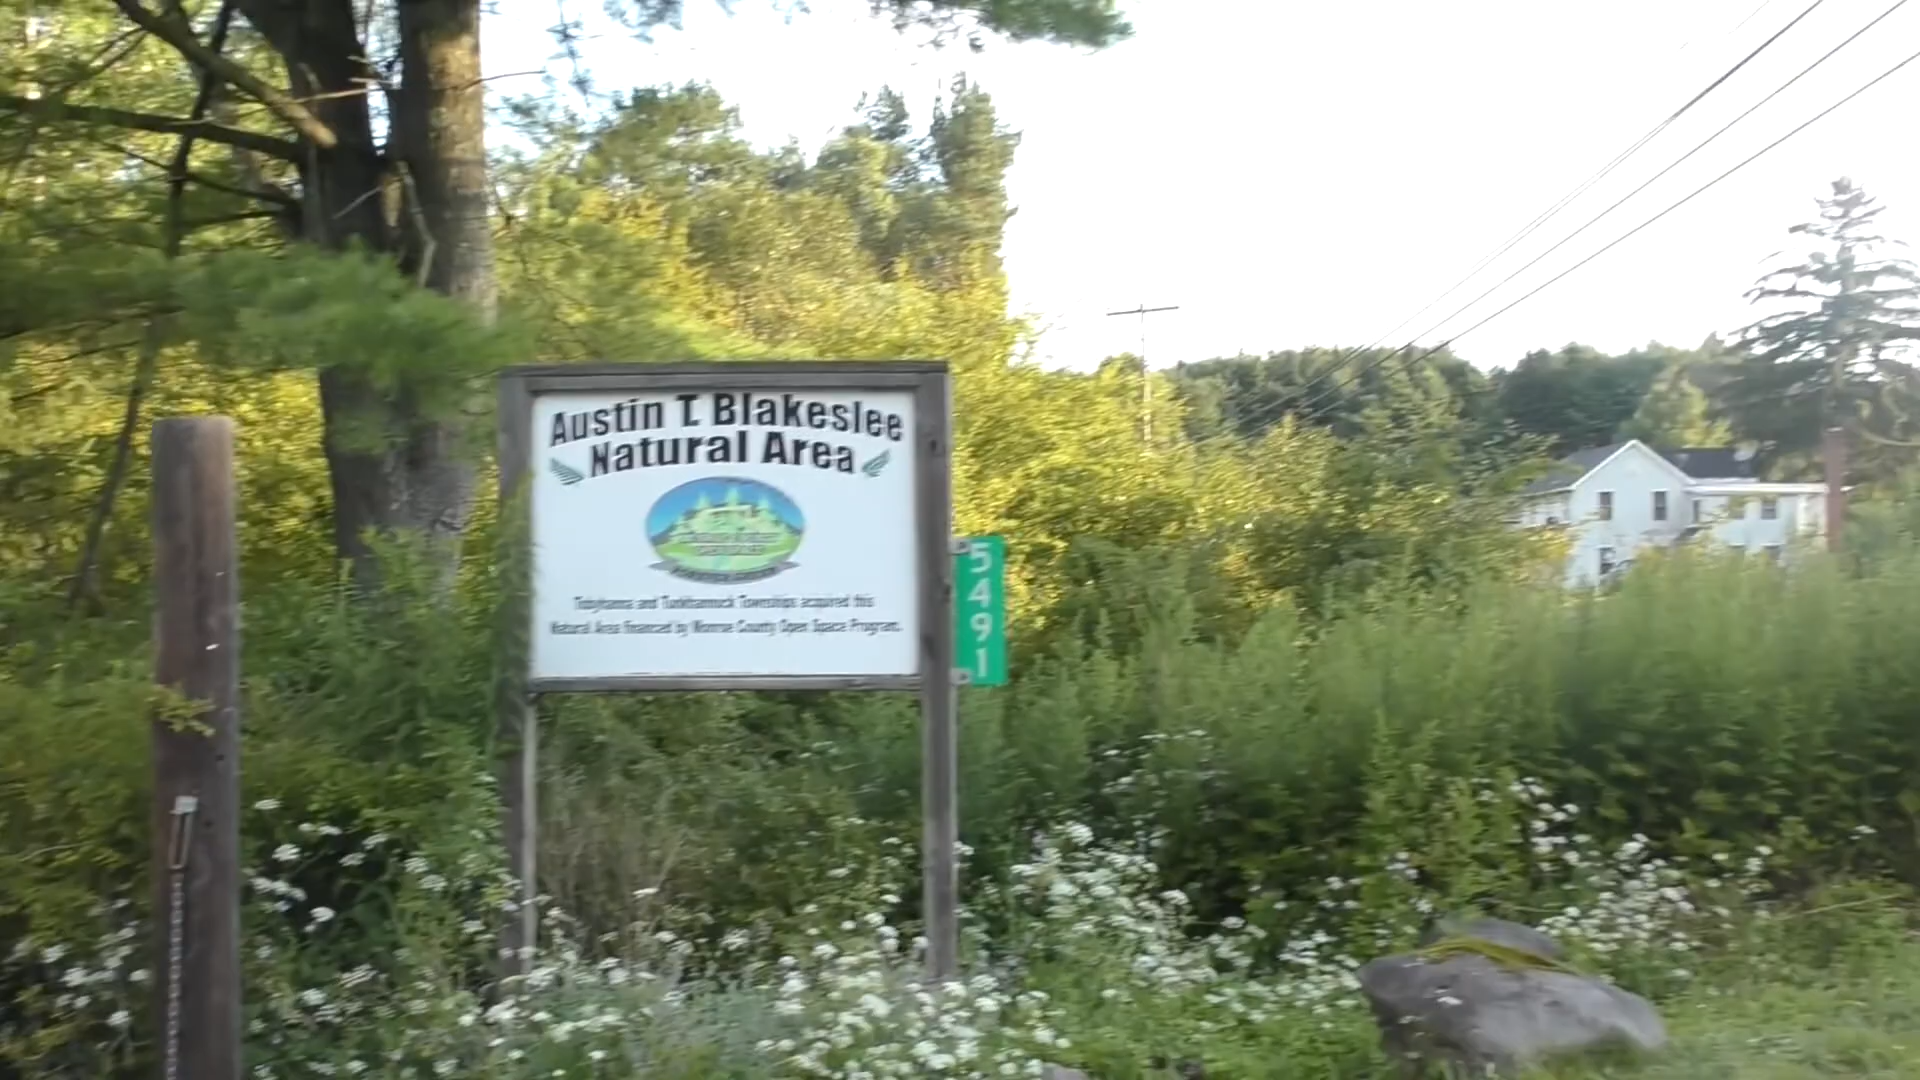 Austin T. Blakeslee
Natural Area
Tobyhanna and Tunkhannock Townships acquired this
Natural Area financed by Monroe County Open Space Program.
5491